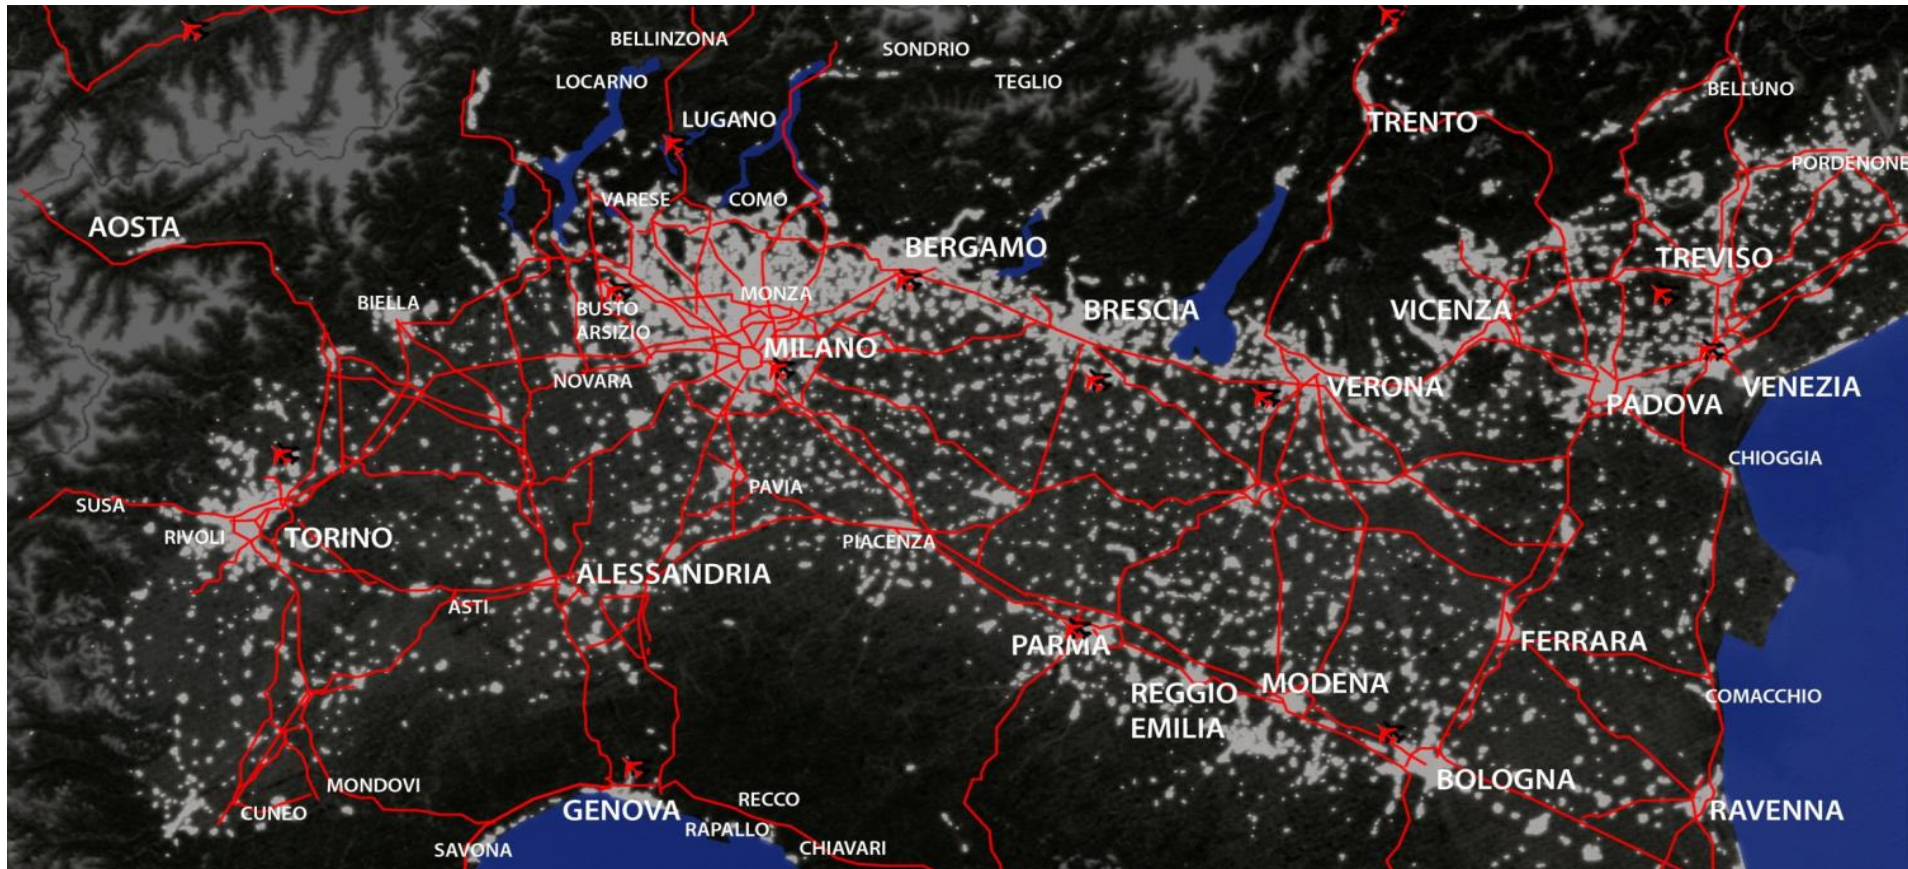 BELLINZONA
SONDRIO
LOCARNO
TEGLIO
BELLUNO
LUGANO
TRENTO
PORDENONE
VARESE
COMO
AOSTA
BERGAMO
TREVISO
BIELLA
MONZA
BUSTO
ARSIZIO
BRESCIA
VICENZA
MILANO
NOVARA
VERONA
PADOVA
VENEZIA
CHIOGGIA
SUSA
PAVIA
RIVOLI
TORINO
PIACENZA
ALESSANDRIA
ASTI
PARMA
FERRARA
REGGIO
EMILIA
MODENA
COMACCHIO
MONDOVI
BOLOGNA
CUNEO
GENOVA
RECCO
RAVENNA
RAPALLO
SAVONA
CHIAVARI